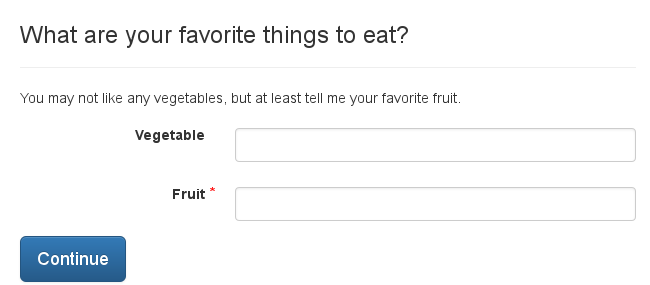 What are your favorite things to eat?
You may not like any vegetables, but at least tell me your favorite fruit.
Vegetable
Fruit *
Continue